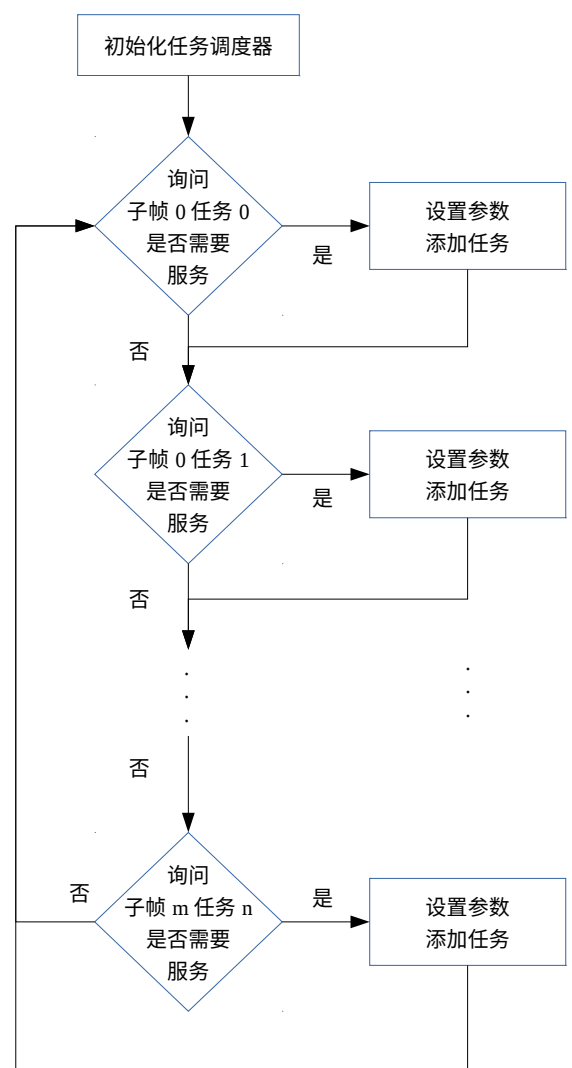 初始化任务调度器
询问
子帧 0 任务 0
是否需要
服务
是
设置参数
添加任务
否
询问
子帧 0 任务 1
是否需要
服务
是
设置参数
添加任务
否
否
否
询问
子帧 m 任务 n
是否需要
服务
是
设置参数
添加任务